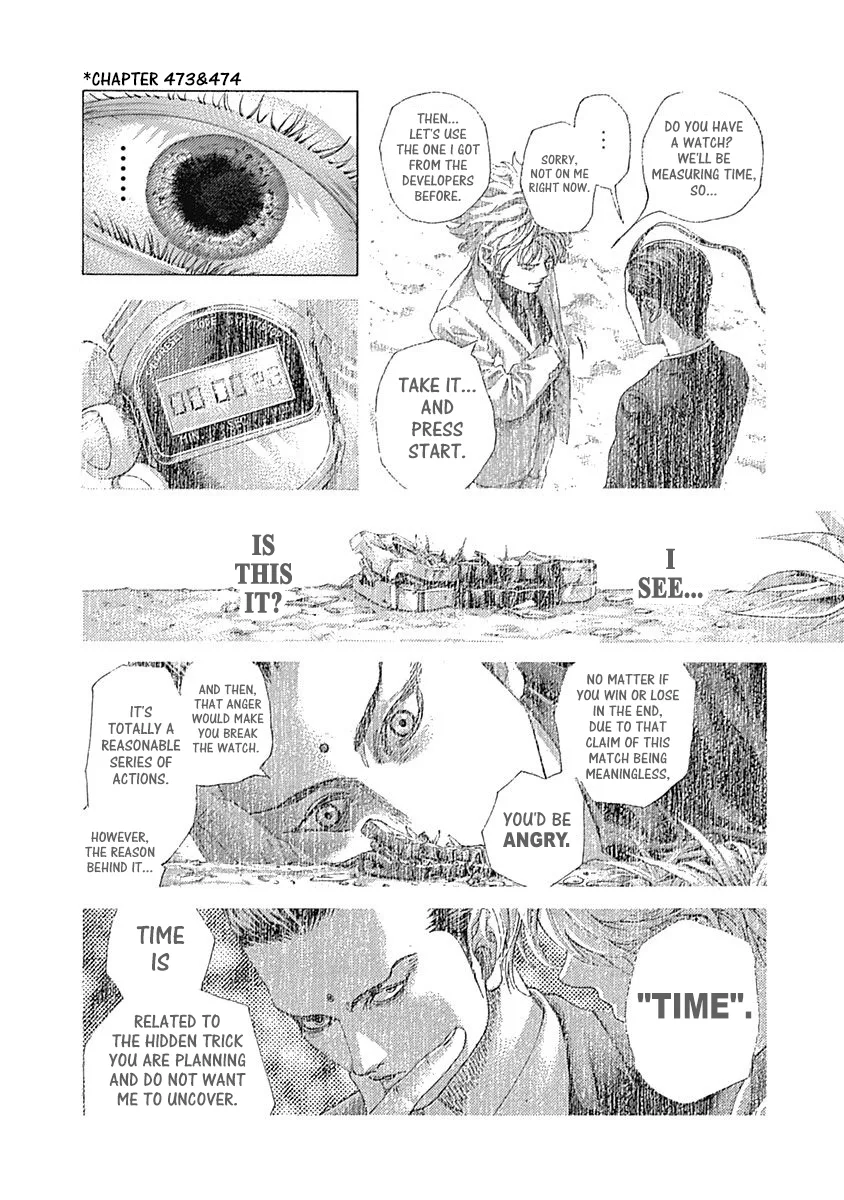 *CHAPTER 473&474
DO YOU HAVE
A WATCH?
WE'LL BE
MEASURING TIME,
SO...
...
SORRY,
NOT ON ME
RIGHT NOW.
THEN...
LET'S USE
THE ONE I GOT
FROM THE
DEVELOPERS
BEFORE.
TAKE IT...
AND
PRESS
START.
......
I
SEE...
IS
THIS
IT?
NO MATTER IF
YOU WIN OR LOSE
IN THE END,
DUE TO THAT
CLAIM OF THIS
MATCH BEING
MEANINGLESS,
YOU'D BE
ANGRY.
AND THEN,
THAT ANGER
WOULD MAKE
YOU BREAK
THE WATCH.
IT'S
TOTALLY A
REASONABLE
SERIES OF
ACTIONS.
HOWEVER,
THE REASON
BEHIND IT...
"TIME".
TIME
IS
RELATED TO
THE HIDDEN TRICK
YOU ARE PLANNING
AND DO NOT WANT
ME TO UNCOVER.